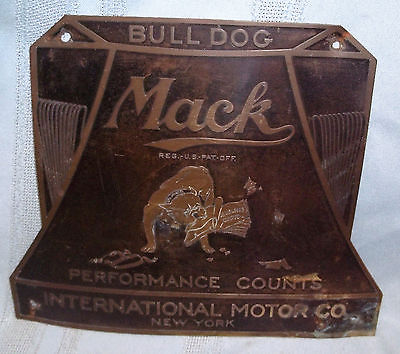 BULL DOG
Mack
REG.-U.S.-PAT.-OFF.
PERFORMANCE COUNTS
INTERNATIONAL MOTOR CO.
NEW YORK